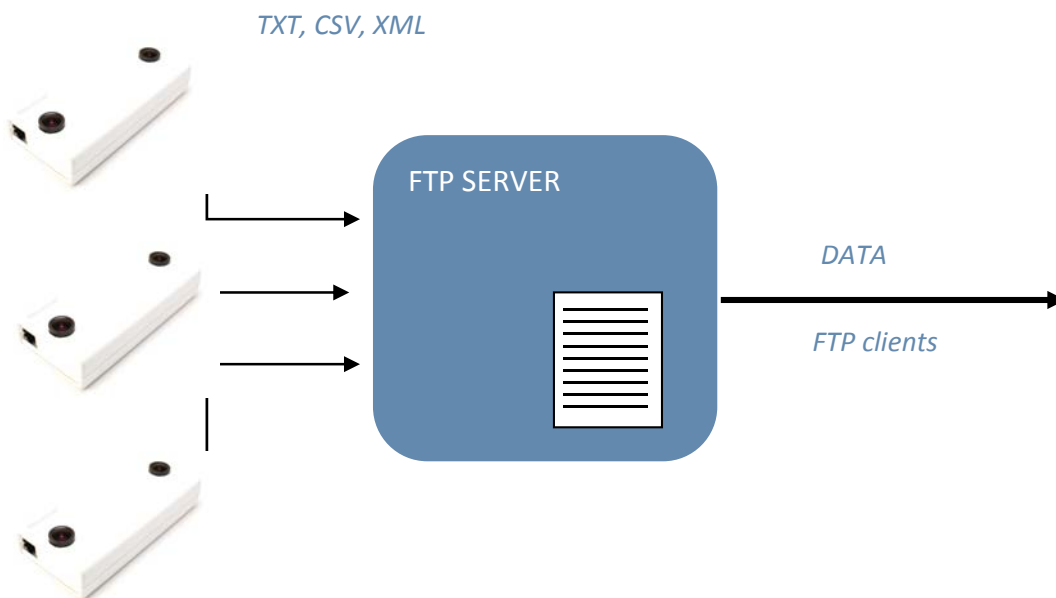 TXT, CSV, XML
FTP SERVER
DATA
FTP clients